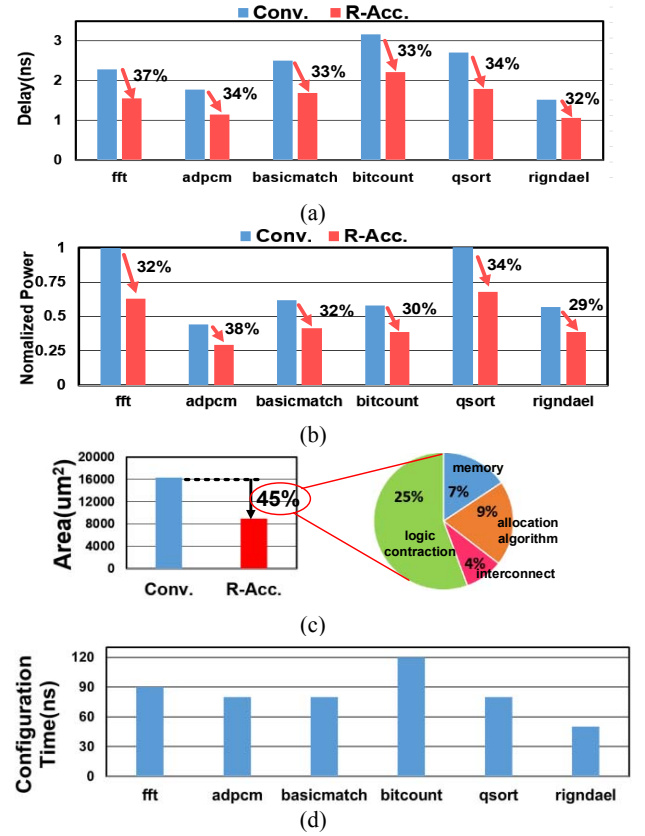 Conv. R-Acc.
Delay(ns)
3
2
1
0
37%
34%
33%
33%
34%
32%
fft adpcm basicmatch bitcount qsort rigndael
(a)
Conv. R-Acc.
Nomalized Power
1
0.75
0.5
0.25
0
32%
38%
32%
30%
34%
29%
fft adpcm basicmatch bitcount qsort rigndael
(b)
Area(um²)
20000
16000
12000
8000
4000
0
45%
Conv. R-Acc.
memory
7%
25%
9%
allocation
algorithm
logic
contraction
4%
interconnect
(c)
Configuration
Time(ns)
120
90
60
30
0
fft adpcm basicmatch bitcount qsort rigndael
(d)